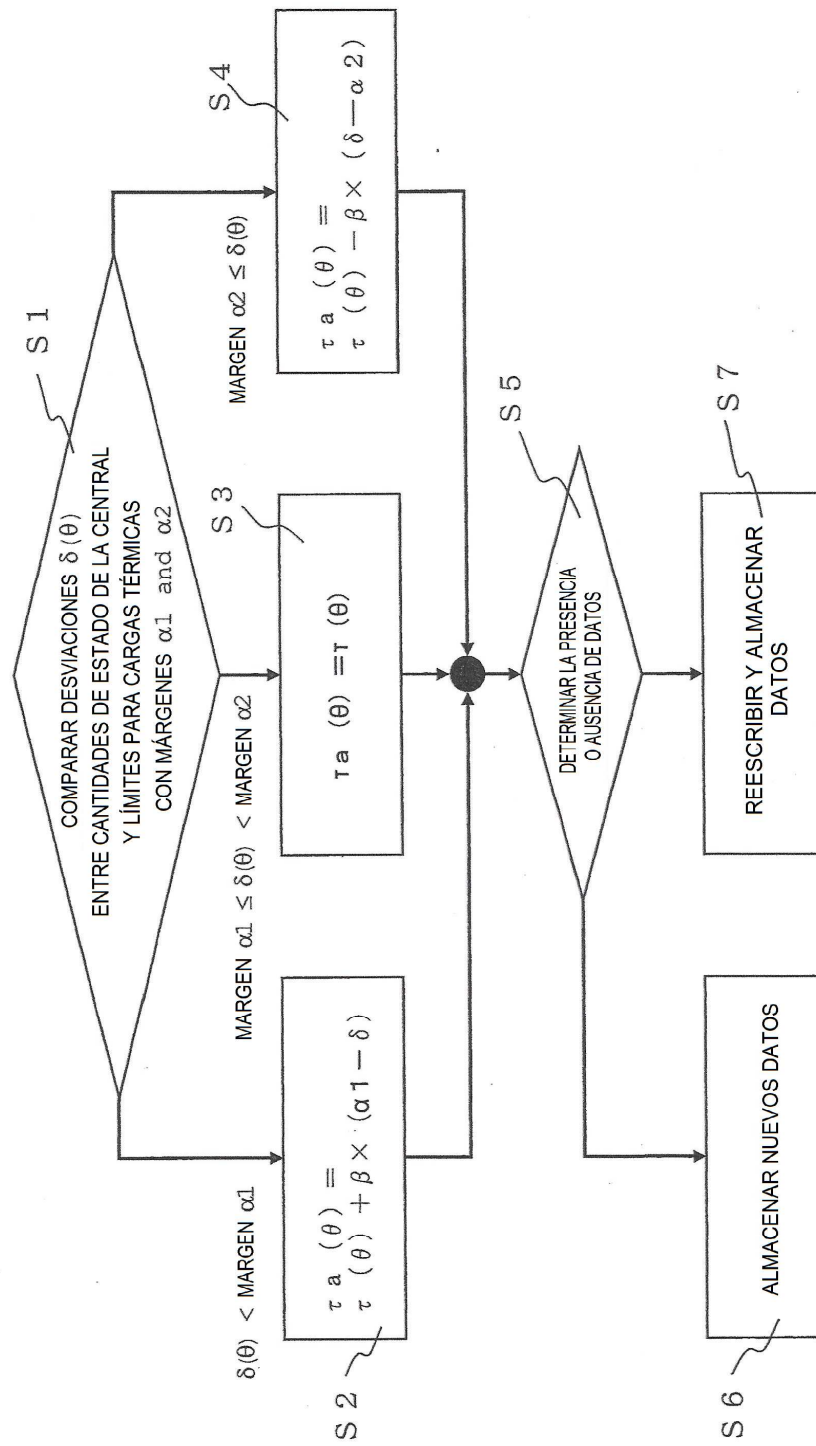 S 1
COMPARAR DESVIACIONES δ(θ)
ENTRE CANTIDADES DE ESTADO DE LA CENTRAL
Y LÍMITES PARA CARGAS TÉRMICAS
CON MÁRGENES α1 and α2
δ(θ) < MARGEN α1
MARGEN α1 ≤ δ(θ) < MARGEN α2
MARGEN α2 ≤ δ(θ)
S 2
τ a (θ) =
τ (θ) + β × (α1 − δ)
S 3
τa (θ) = τ (θ)
S 4
τ a (θ) =
τ (θ) − β × (δ − α2)
S 5
DETERMINAR LA PRESENCIA
O AUSENCIA DE DATOS
S 6
ALMACENAR NUEVOS DATOS
S 7
REESCRIBIR Y ALMACENAR
DATOS